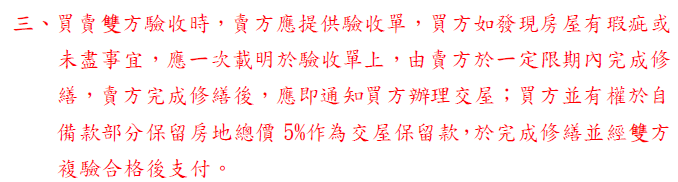 三、買賣雙方驗收時，賣方應提供驗收單，買方如發現房屋有瑕疵或
未盡事宜，應一次載明於驗收單上，由賣方於一定限期內完成修
繕，賣方完成修繕後，應即通知買方辦理交屋；買方並有權於自
備款部分保留房地總價 5%作為交屋保留款，於完成修繕並經雙方
複驗合格後支付。